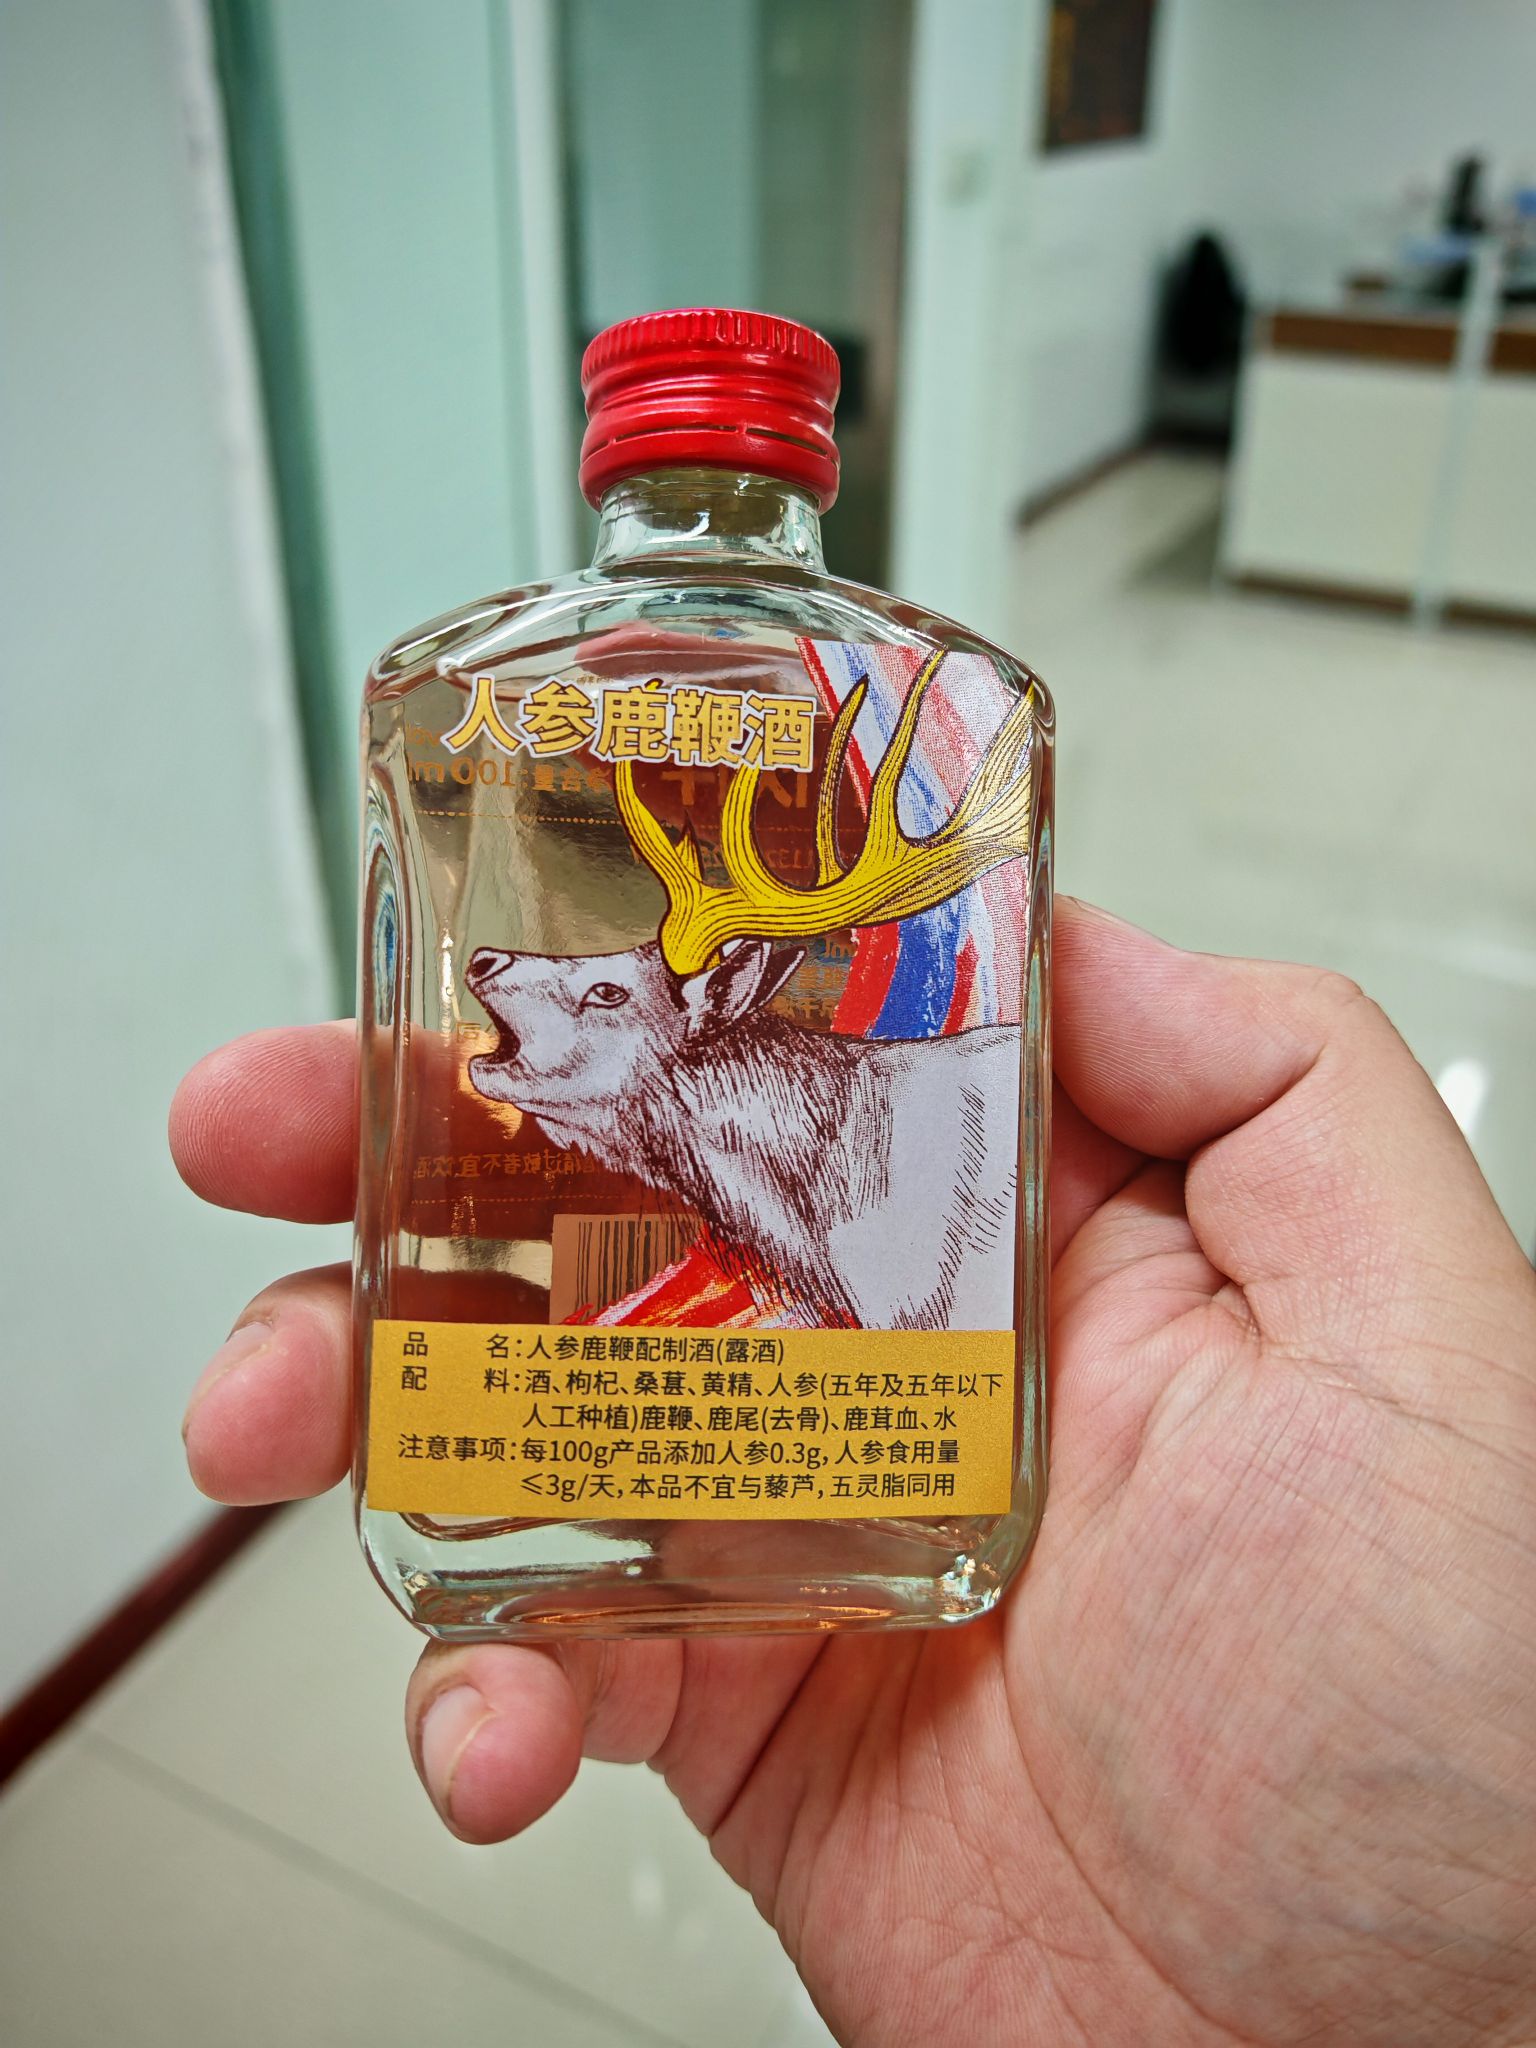 人参鹿鞭酒
品 名：人参鹿鞭配制酒(露酒)
配 料：酒、枸杞、桑葚、黄精、人参(五年及五年以下
人工种植)鹿鞭、鹿尾(去骨)、鹿茸血、水
注意事项：每100g产品添加人参0.3g，人参食用量
≤3g/天，本品不宜与藜芦，五灵脂同用